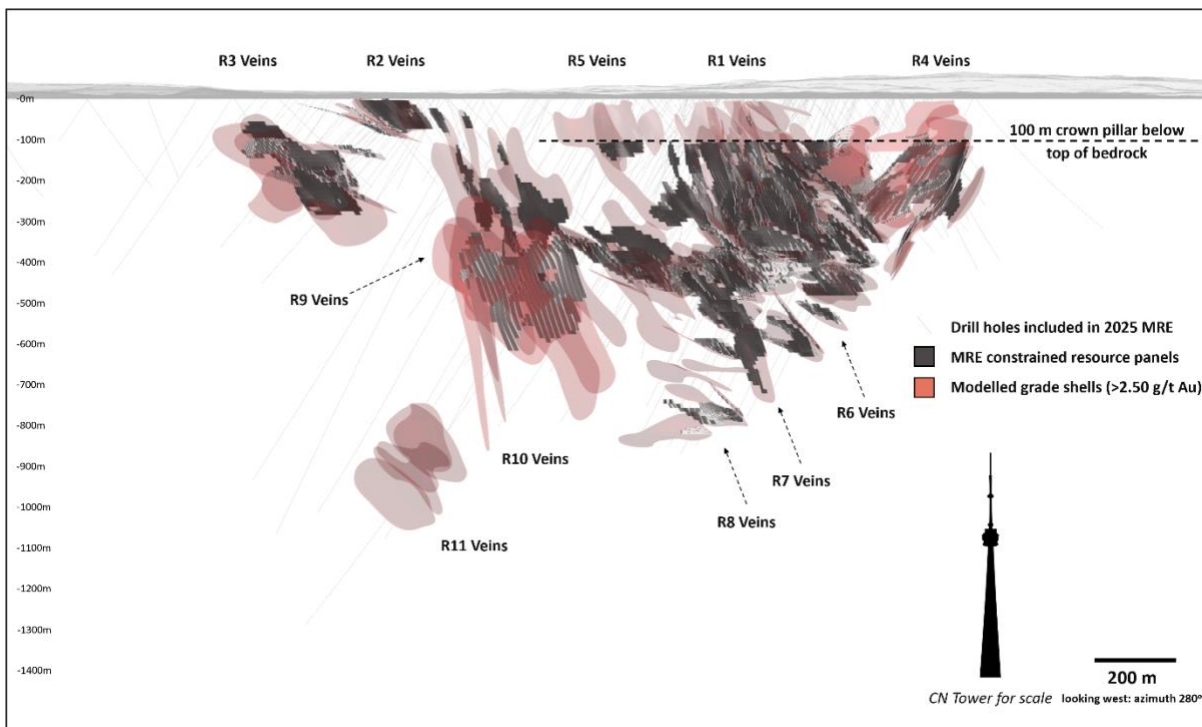 R3 Veins
R2 Veins
R5 Veins
R1 Veins
R4 Veins
-0m
-100m
-200m
-300m
-400m
-500m
-600m
-700m
-800m
-900m
-1000m
-1100m
-1200m
-1300m
-1400m
100 m crown pillar below
top of bedrock
R9 Veins
Drill holes included in 2025 MRE
MRE constrained resource panels
Modelled grade shells (>2.50 g/t Au)
R6 Veins
R10 Veins
R7 Veins
R8 Veins
R11 Veins
200 m
CN Tower for scale looking west: azimuth 280°